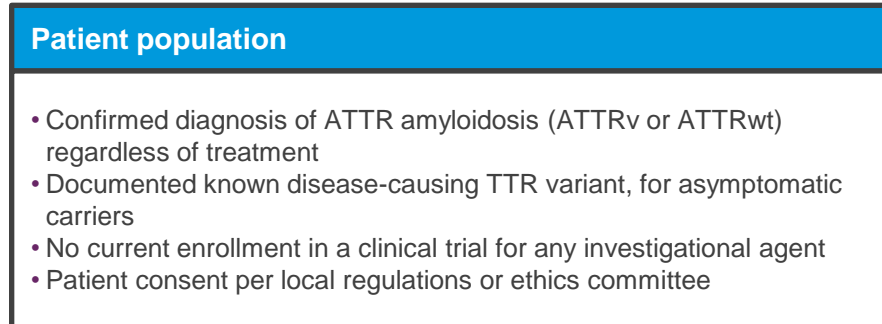 Patient population
• Confirmed diagnosis of ATTR amyloidosis (ATTRv or ATTRwt)
regardless of treatment
• Documented known disease-causing TTR variant, for asymptomatic
carriers
• No current enrollment in a clinical trial for any investigational agent
• Patient consent per local regulations or ethics committee